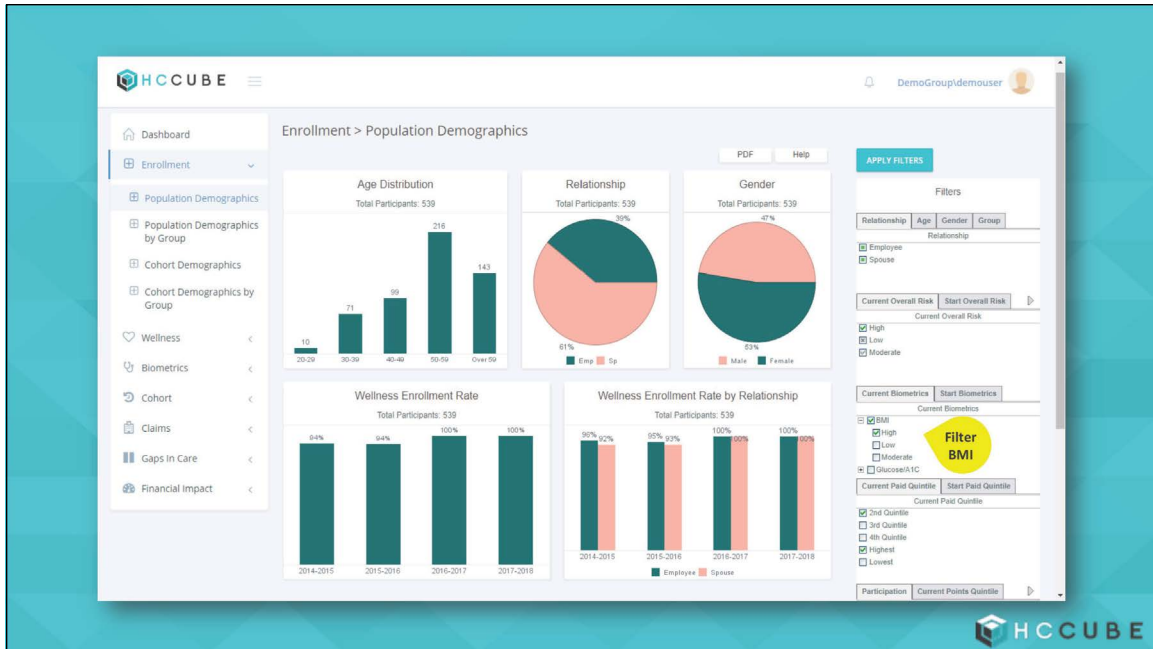 HCCUBE
DemoGroup\demouser
Dashboard
Enrollment
Population Demographics
Population Demographics
by Group
Cohort Demographics
Cohort Demographics by
Group
Wellness
Biometrics
Cohort
Claims
Gaps In Care
Financial Impact
Enrollment > Population Demographics
PDF
Help
Age Distribution
Total Participants: 539
10
71
99
216
143
20-29
30-39
40-49
50-59
Over 59
Relationship
Total Participants: 539
39%
61%
Emp
Sp
Gender
Total Participants: 539
47%
53%
Male
Female
Wellness Enrollment Rate
Total Participants: 539
94%
94%
100%
100%
2014-2015
2015-2016
2016-2017
2017-2018
Wellness Enrollment Rate by Relationship
Total Participants: 539
96%
92%
95%
93%
100%
100%
100%
100%
2014-2015
2015-2016
2016-2017
2017-2018
Employee
Spouse
APPLY FILTERS
Filters
Relationship
Age
Gender
Group
Relationship
Employee
Spouse
Current Overall Risk
Start Overall Risk
Current Overall Risk
High
Low
Moderate
Current Biometrics
Start Biometrics
Current Biometrics
BMI
High
Low
Moderate
Glucose/A1C
Filter
BMI
Current Paid Quintile
Start Paid Quintile
Current Paid Quintile
2nd Quintile
3rd Quintile
4th Quintile
Highest
Lowest
Participation
Current Points Quintile
HCCUBE